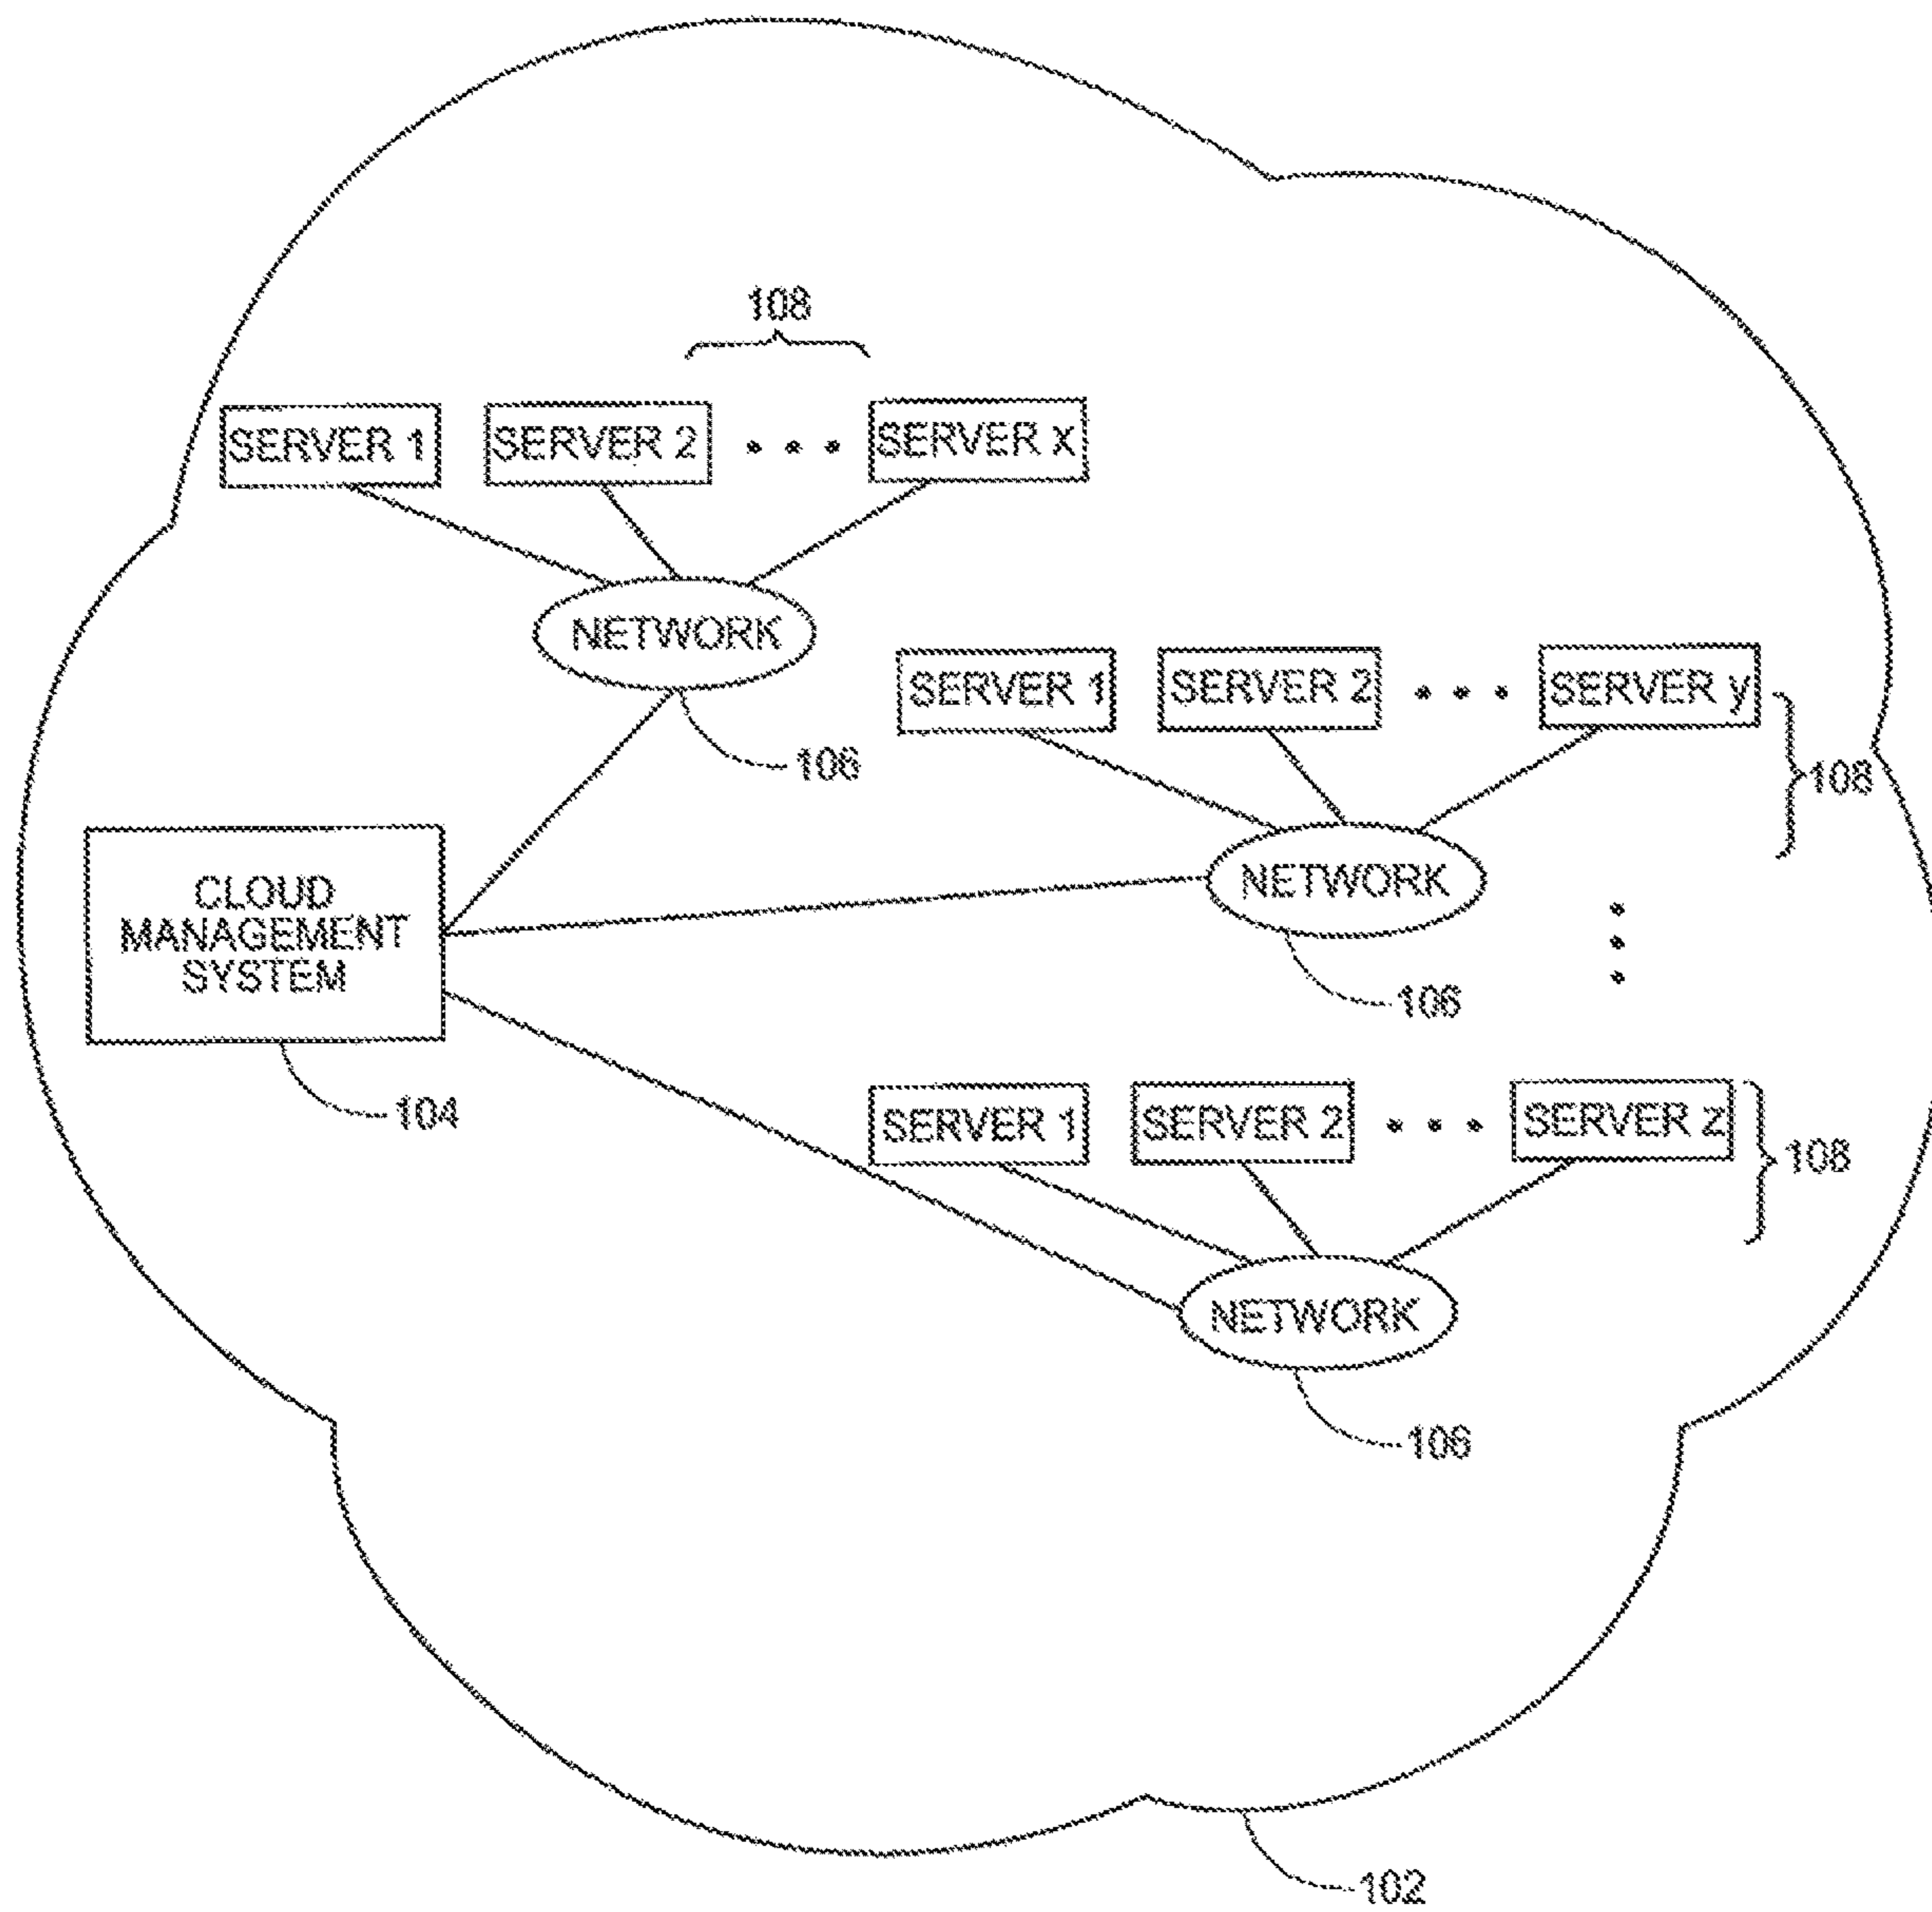 108
SERVER 1
SERVER 2
SERVER x
NETWORK
106
SERVER 1
SERVER 2
SERVER y
108
NETWORK
106
CLOUD
MANAGEMENT
SYSTEM
104
SERVER 1
SERVER 2
SERVER z
108
NETWORK
106
102